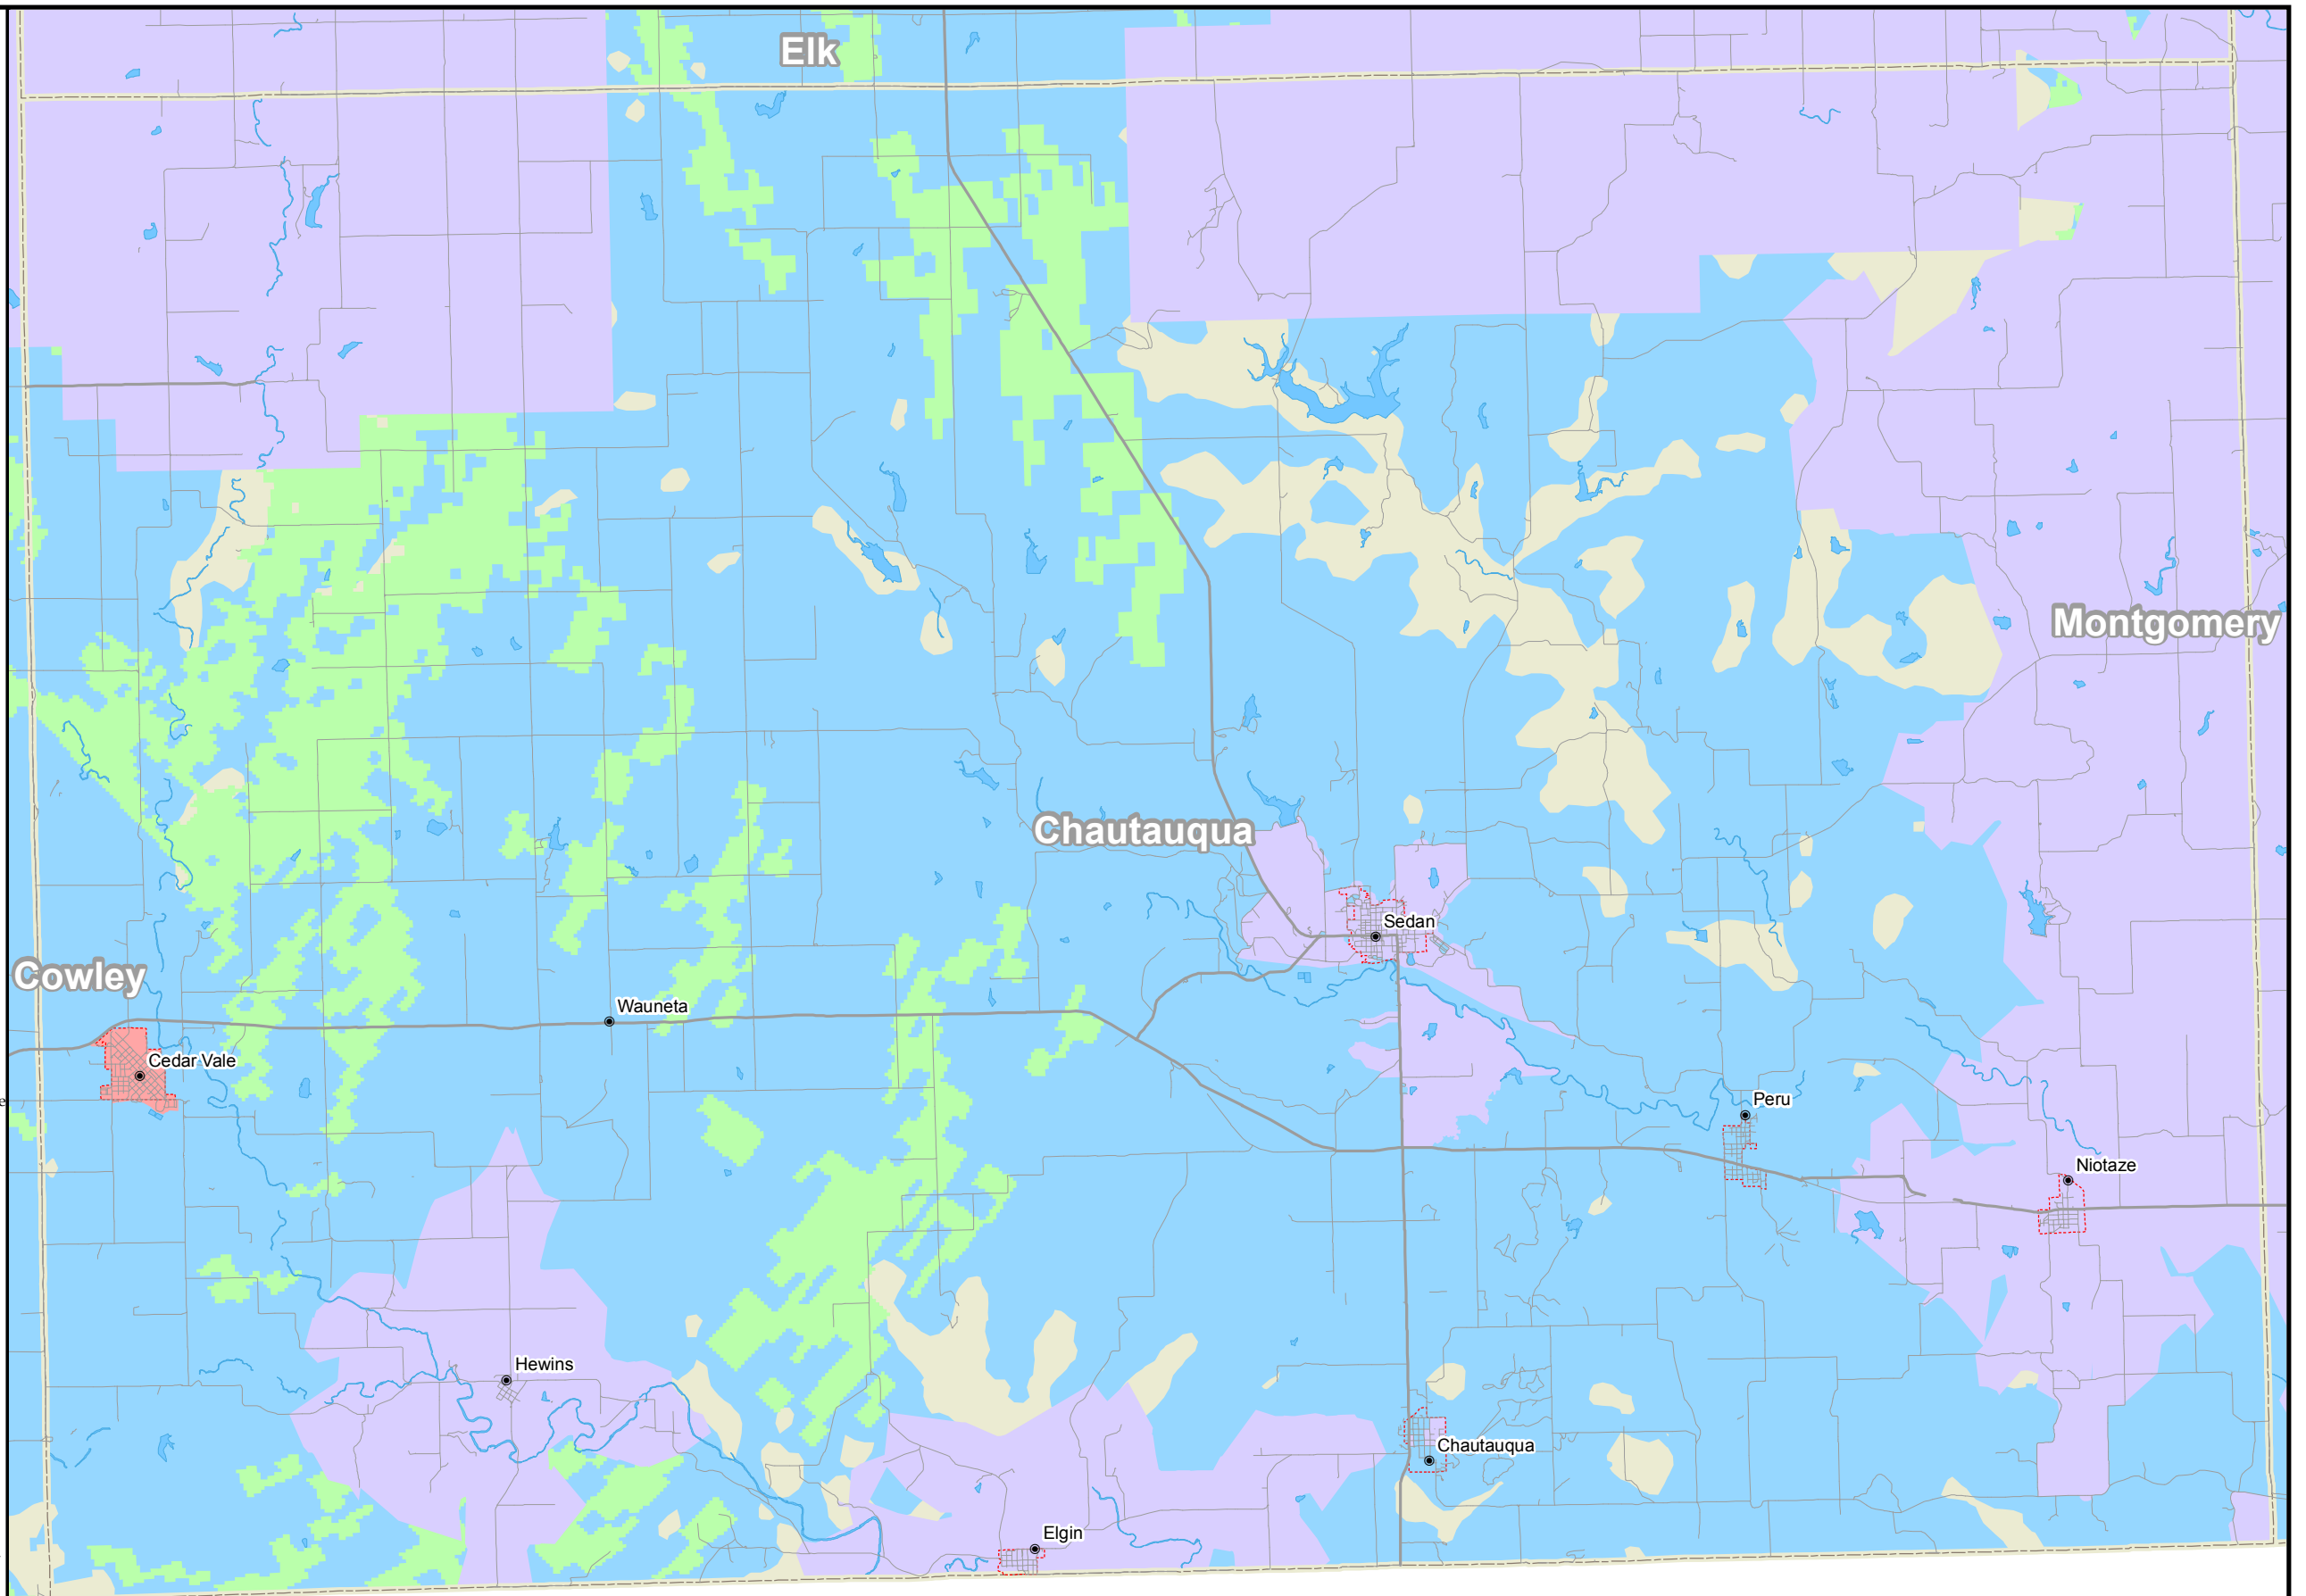 Elk
Montgomery
Chautauqua
Sedan
Cowley
Wauneta
Cedar Vale
e
Peru
Niotaze
Hewins
Chautauqua
Elgin